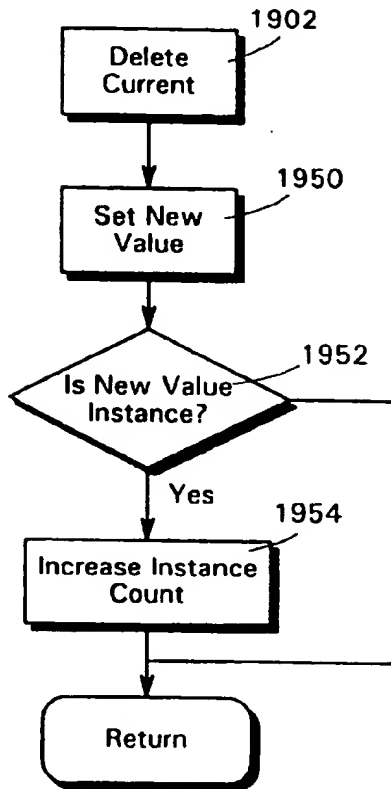 1902
Delete
Current
1950
Set New
Value
1952
Is New Value
Instance?
Yes
1954
Increase Instance
Count
Return